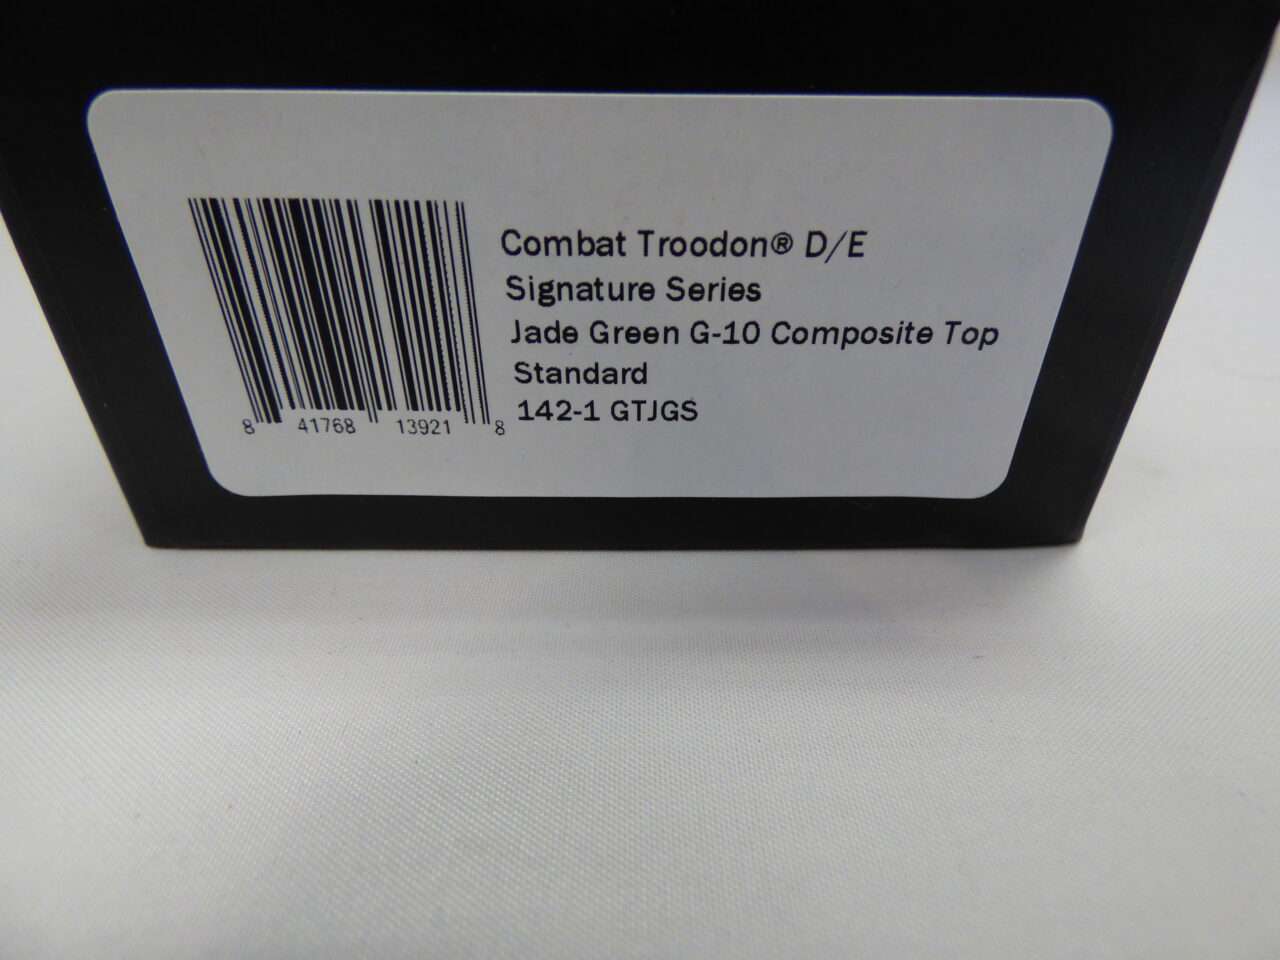 Combat Troodon® D/E
Signature Series
Jade Green G-10 Composite Top
Standard
142-1 GTJGS
8 41768 13921 8